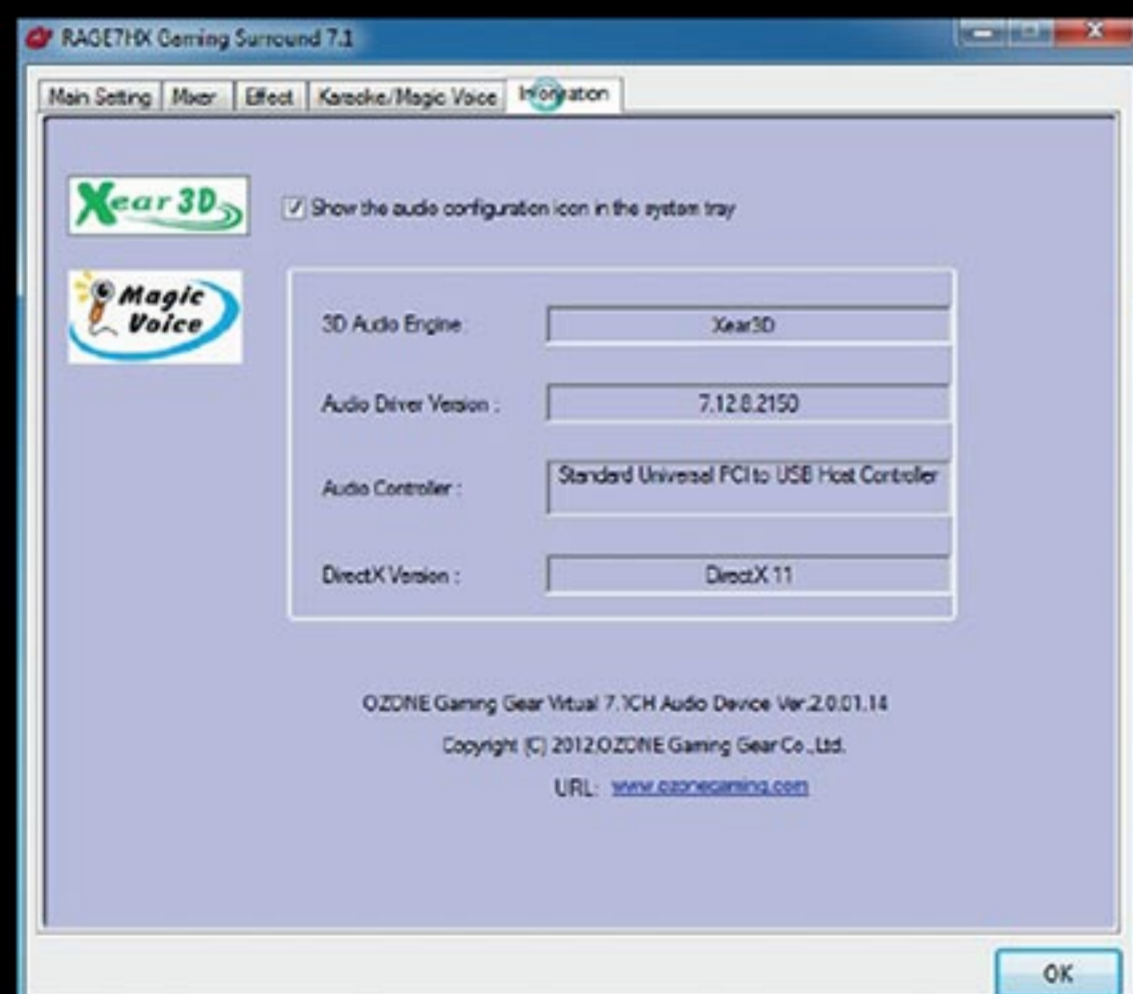 RAGE7HX Gaming Surround 7.1
Main Setting Mixer Effect Karaoke/Magic Voice Information
Xear 3D
Show the audio configuration icon in the system tray
Magic
Voice
3D Audio Engine: Xear3D
Audio Driver Version : 7.12.8.2150
Audio Controller : Standard Universal PCI to USB Host Controller
DirectX Version : DirectX 11
OZONE Gaming Gear Virtual 7.1CH Audio Device Ver.2.0.01.14
Copyright (C) 2012.OZONE Gaming Gear Co.,Ltd.
URL: www.ozonegaming.com
OK